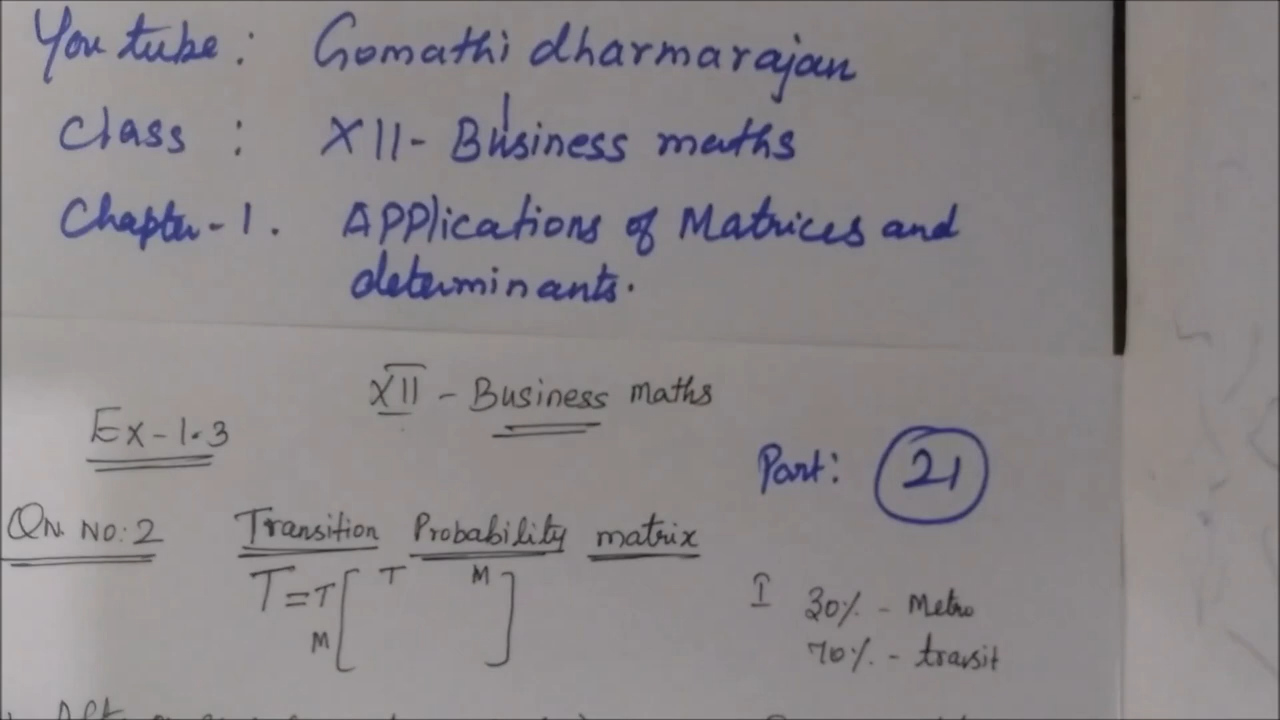 You tube : Gomathi dharmarajan
Class : XII - Business maths
Chapter - 1. Applications of Matrices and
determinants.
XII - Business maths
Ex - 1.3
Part: 21
QN. NO: 2 Transition Probability matrix
T = T [ T M ]
M
I 30% - Metro
70% - transit